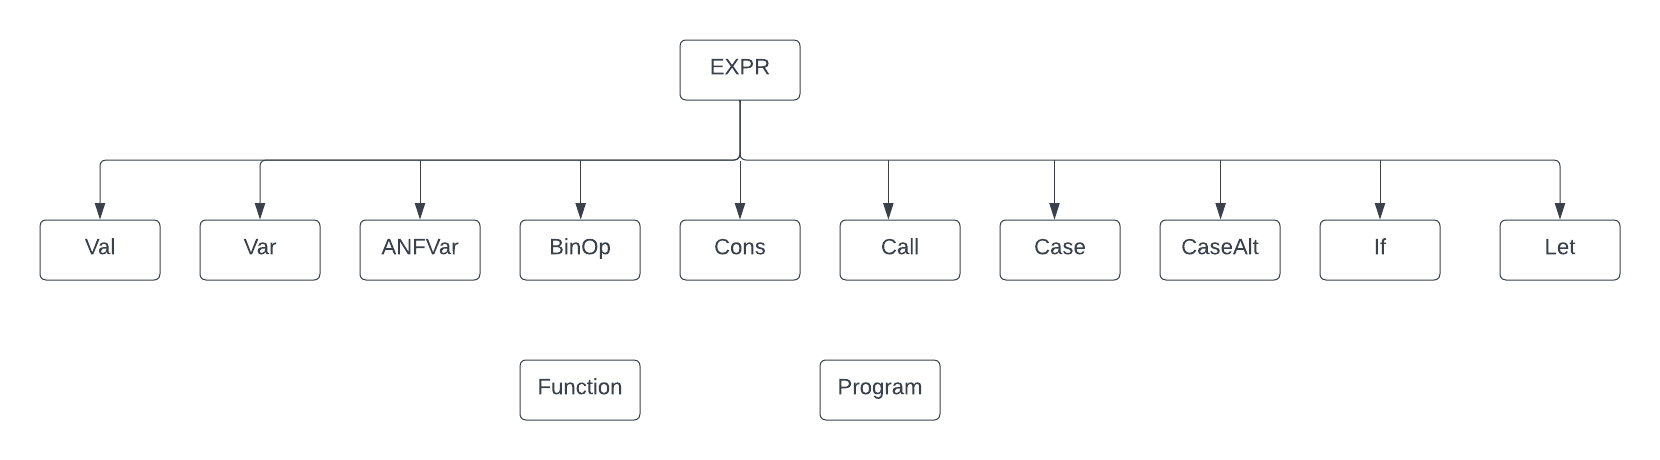 EXPR
Val
Var
ANFVar
BinOp
Cons
Call
Case
CaseAlt
If
Let
Function
Program